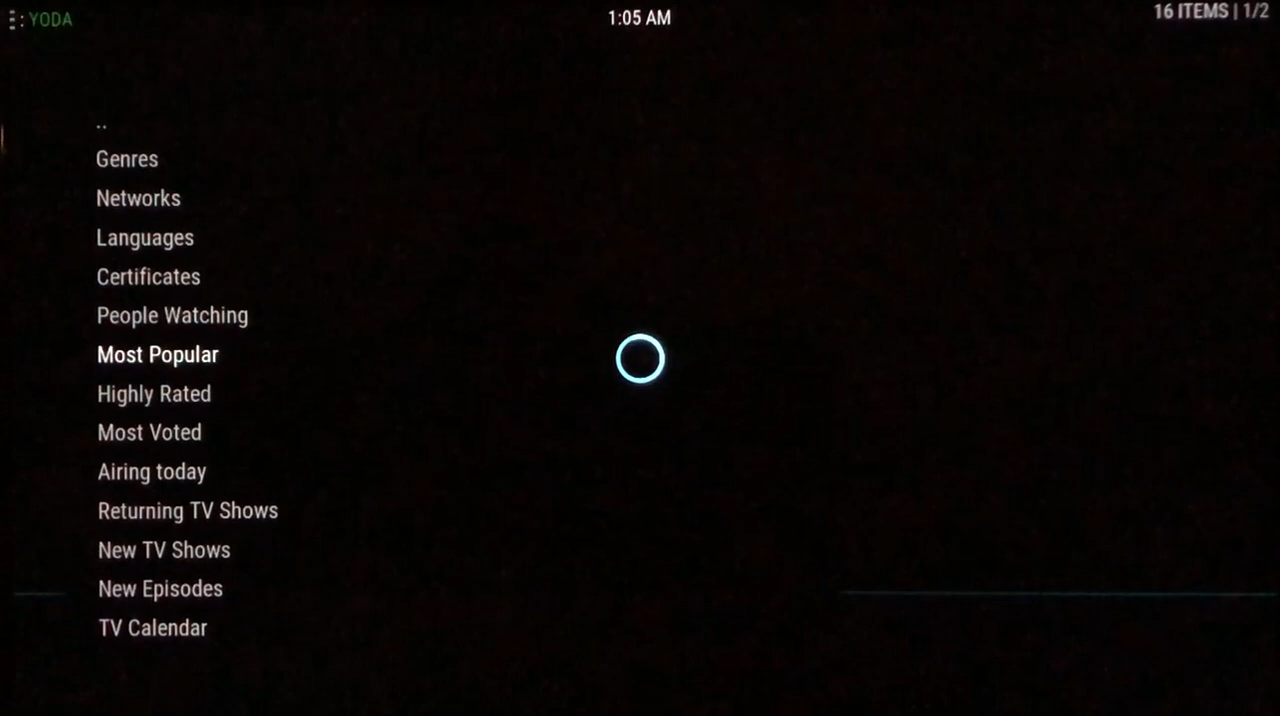 : YODA
1:05 AM
16 ITEMS | 1/2
..
Genres
Networks
Languages
Certificates
People Watching
Most Popular
Highly Rated
Most Voted
Airing today
Returning TV Shows
New TV Shows
New Episodes
TV Calendar